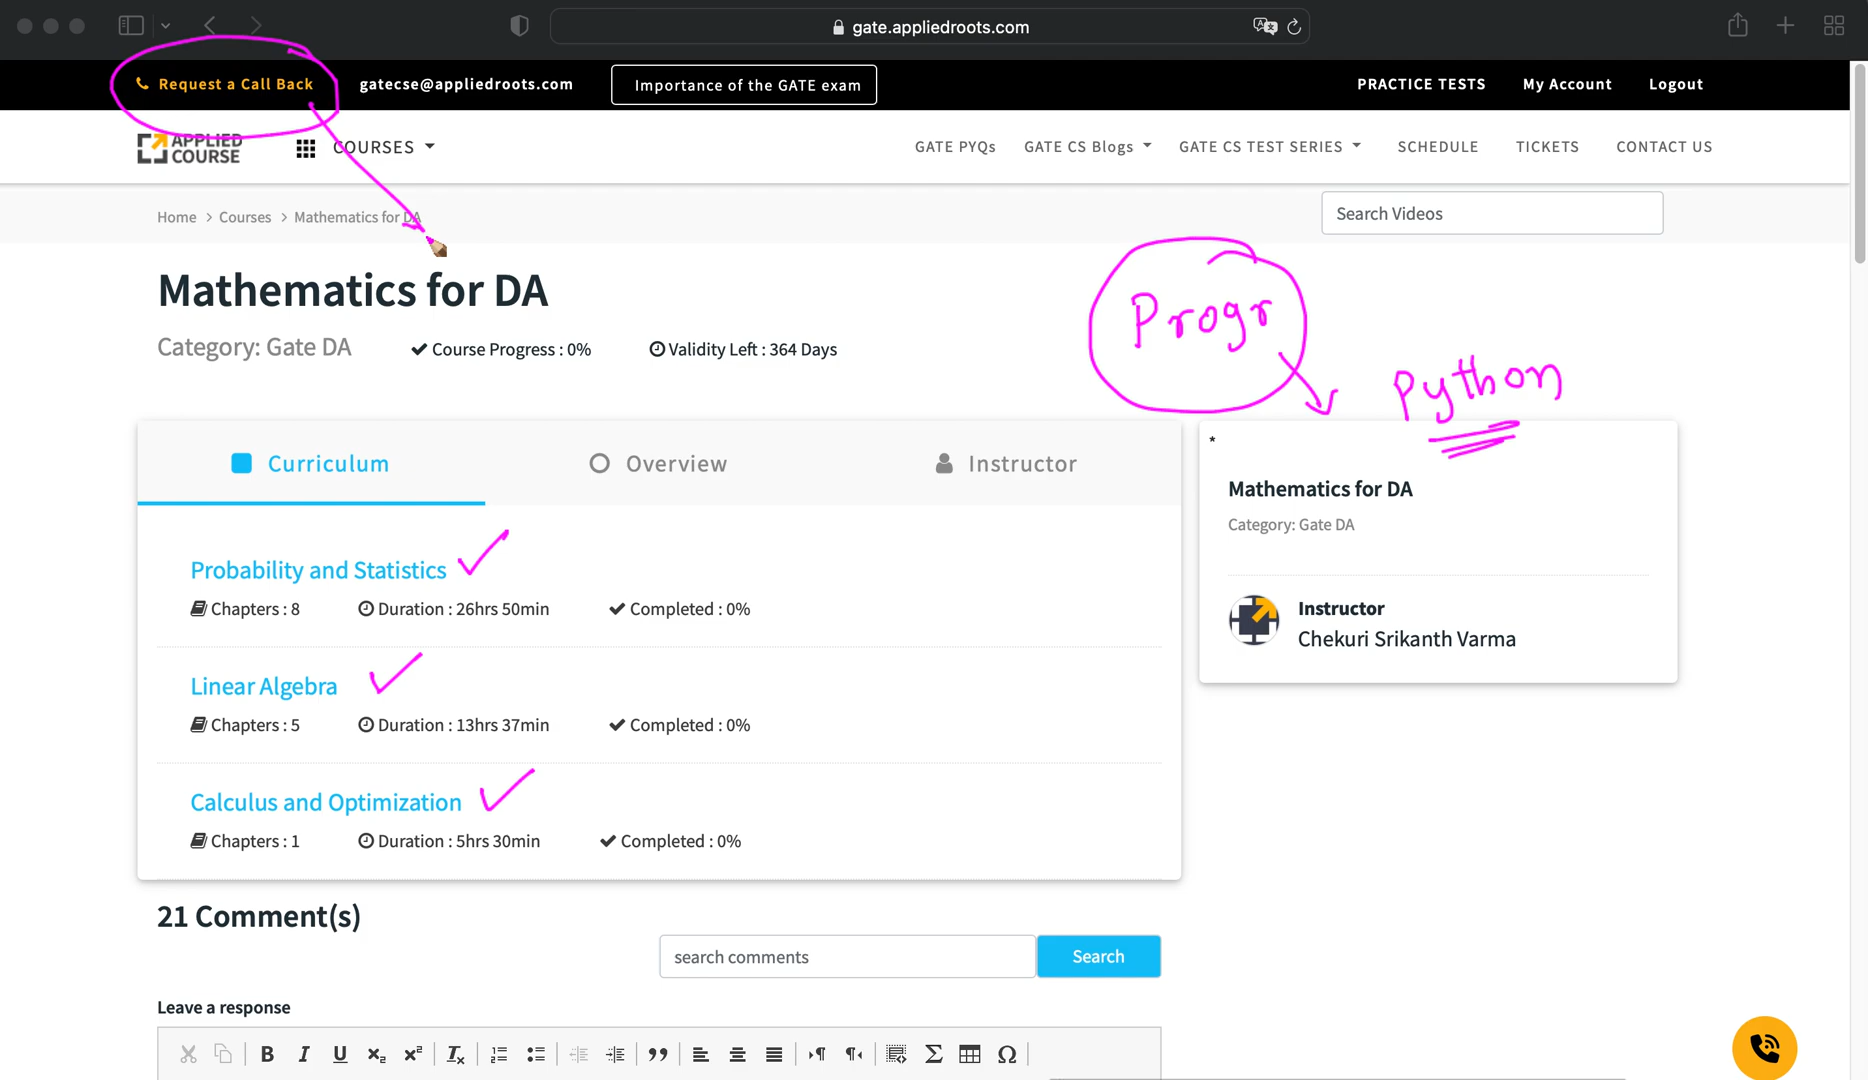 gate.appliedroots.com
Request a Call Back gatecse@appliedroots.com Importance of the GATE exam PRACTICE TESTS My Account Logout
APPLIED COURSE COURSES GATE PYQs GATE CS Blogs GATE CS TEST SERIES SCHEDULE TICKETS CONTACT US
Home > Courses > Mathematics for DA Search Videos
Mathematics for DA
Progr
Category: Gate DA Course Progress : 0% Validity Left : 364 Days
Python
Curriculum Overview Instructor
*
Mathematics for DA
Category: Gate DA
Instructor
Chekuri Srikanth Varma
Probability and Statistics
Chapters : 8 Duration : 26hrs 50min Completed : 0%
Linear Algebra
Chapters : 5 Duration : 13hrs 37min Completed : 0%
Calculus and Optimization
Chapters : 1 Duration : 5hrs 30min Completed : 0%
21 Comment(s)
search comments Search
Leave a response